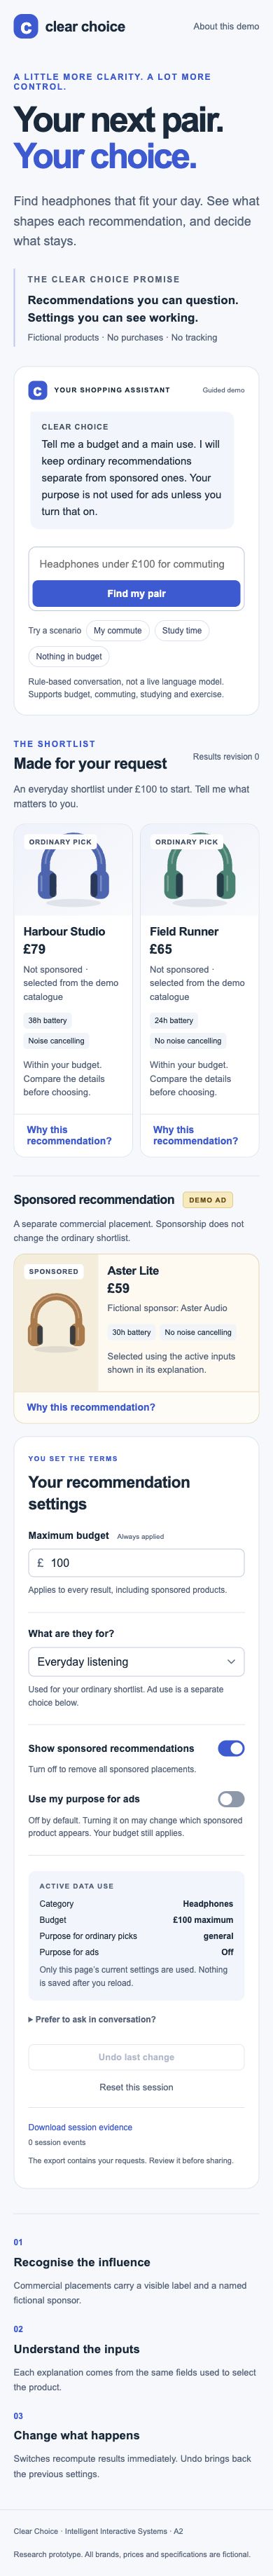 c clear choice
About this demo
A LITTLE MORE CLARITY. A LOT MORE
CONTROL.
Your next pair.
Your choice.
Find headphones that fit your day. See what
shapes each recommendation, and decide
what stays.
THE CLEAR CHOICE PROMISE
Recommendations you can question.
Settings you can see working.
Fictional products · No purchases · No tracking
c YOUR SHOPPING ASSISTANT
Guided demo
CLEAR CHOICE
Tell me a budget and a main use. I will
keep ordinary recommendations
separate from sponsored ones. Your
purpose is not used for ads unless you
turn that on.
Headphones under £100 for commuting
Find my pair
Try a scenario
My commute
Study time
Nothing in budget
Rule-based conversation, not a live language model.
Supports budget, commuting, studying and exercise.
THE SHORTLIST
Made for your request
Results revision 0
An everyday shortlist under £100 to start. Tell me what
matters to you.
ORDINARY PICK
Harbour Studio
£79
Not sponsored ·
selected from the demo
catalogue
38h battery
Noise cancelling
Within your budget.
Compare the details
before choosing.
Why this
recommendation?
ORDINARY PICK
Field Runner
£65
Not sponsored ·
selected from the demo
catalogue
24h battery
No noise cancelling
Within your budget.
Compare the details
before choosing.
Why this
recommendation?
Sponsored recommendation
DEMO AD
A separate commercial placement. Sponsorship does not
change the ordinary shortlist.
SPONSORED
Aster Lite
£59
Fictional sponsor: Aster Audio
30h battery
No noise cancelling
Selected using the active inputs
shown in its explanation.
Why this recommendation?
YOU SET THE TERMS
Your recommendation
settings
Maximum budget Always applied
£ 100
Applies to every result, including sponsored products.
What are they for?
Everyday listening
Used for your ordinary shortlist. Ad use is a separate
choice below.
Show sponsored recommendations
Turn off to remove all sponsored placements.
Use my purpose for ads
Off by default. Turning it on may change which sponsored
product appears. Your budget still applies.
ACTIVE DATA USE
Category Headphones
Budget £100 maximum
Purpose for ordinary picks general
Purpose for ads Off
Only this page's current settings are used. Nothing
is saved after you reload.
Prefer to ask in conversation?
Undo last change
Reset this session
Download session evidence
0 session events
The export contains your requests. Review it before sharing.
01
Recognise the influence
Commercial placements carry a visible label and a named
fictional sponsor.
02
Understand the inputs
Each explanation comes from the same fields used to select
the product.
03
Change what happens
Switches recompute results immediately. Undo brings back
the previous settings.
Clear Choice · Intelligent Interactive Systems · A2
Research prototype. All brands, prices and specifications are fictional.